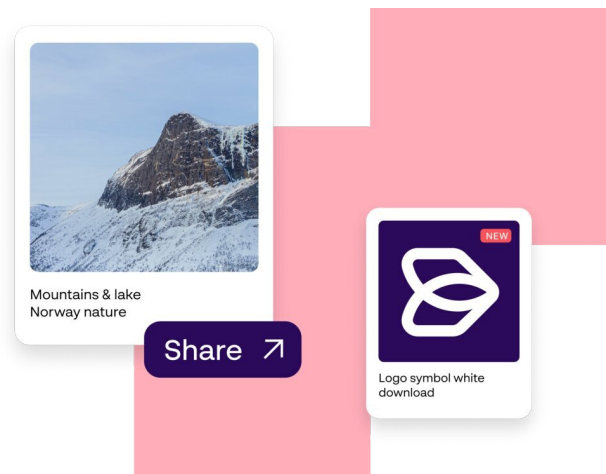 Mountains & lake
Norway nature
Share
NEW
Logo symbol white
download